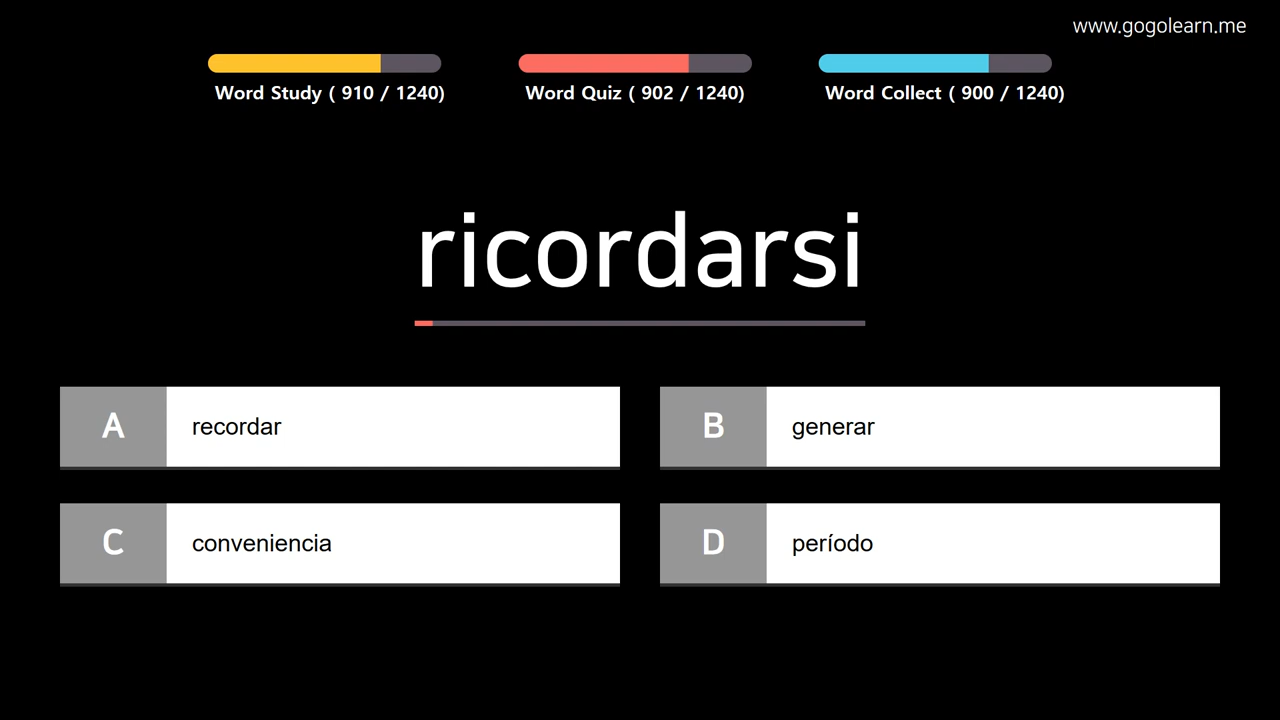 www.gogolearn.me
Word Study ( 910 / 1240)
Word Quiz ( 902 / 1240)
Word Collect ( 900 / 1240)
ricordarsi
A recordar
B generar
C conveniencia
D período